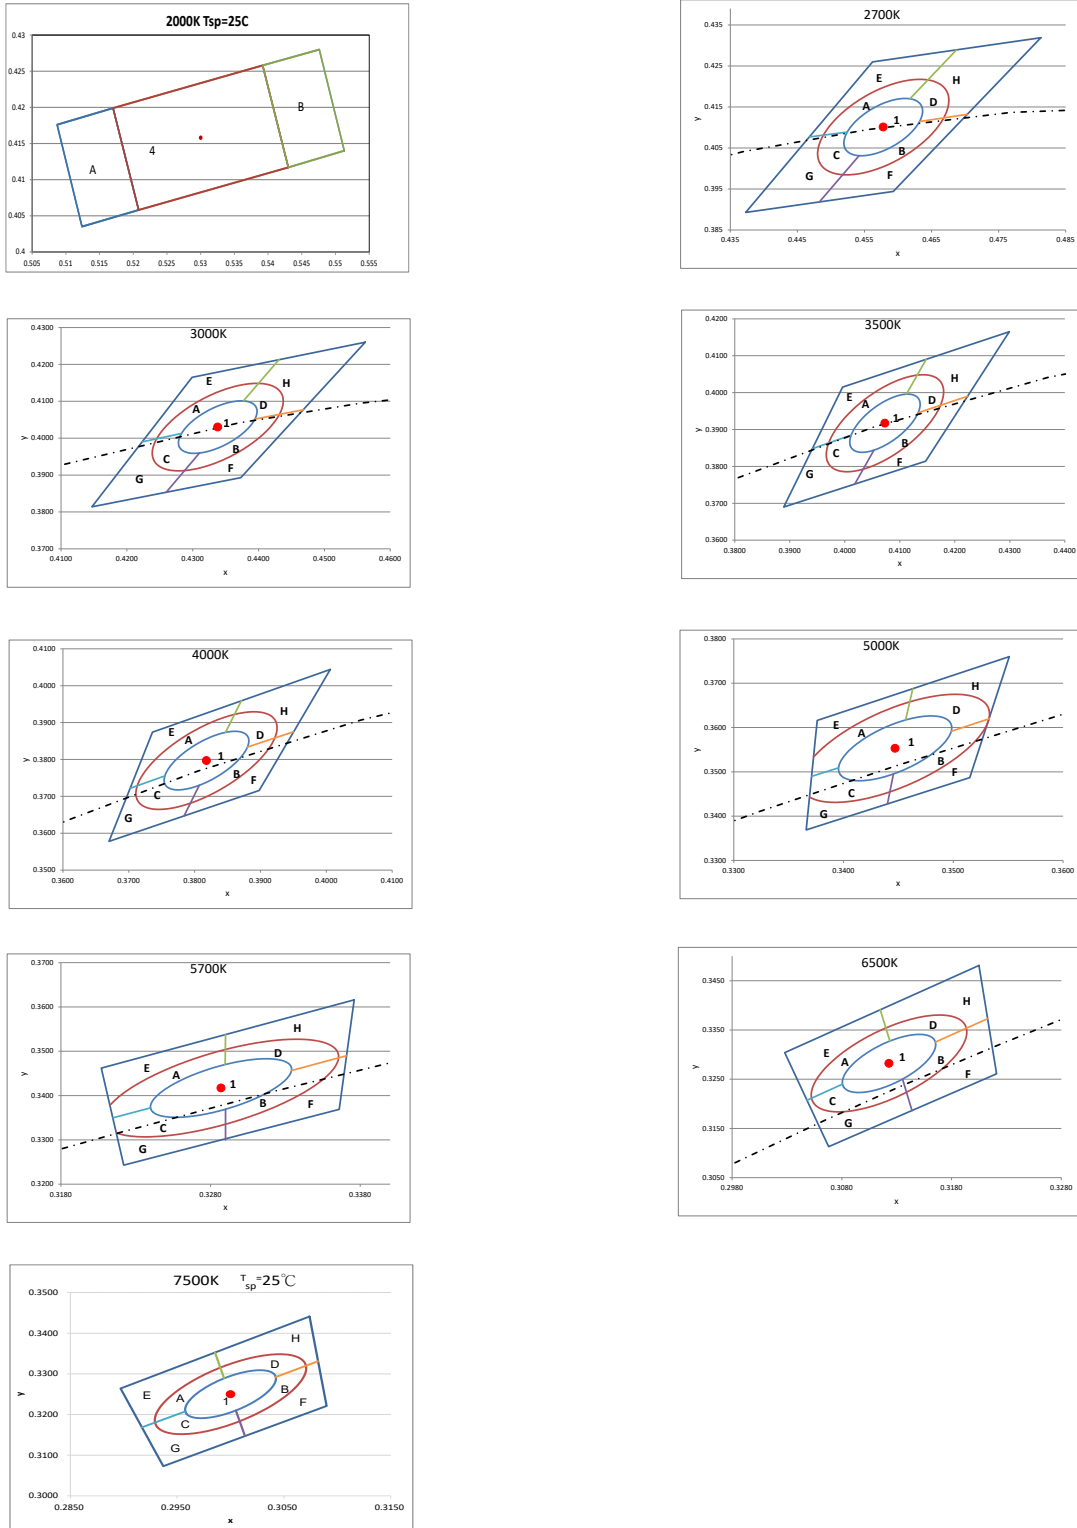 2000K Tsp=25C
0.43
0.425
0.42
0.415
0.41
0.405
0.4
A
4
B
0.505 0.51 0.515 0.52 0.525 0.53 0.535 0.54 0.545 0.55 0.555
2700K
0.435
0.425
0.415
0.405
0.395
0.385
y
E
H
A
D
1
C
B
G
F
0.435 0.445 0.455 0.465 0.475 0.485
x
3000K
0.4300
0.4200
0.4100
0.4000
0.3900
0.3800
0.3700
y
E
H
A
D
1
B
C
F
G
0.4100 0.4200 0.4300 0.4400 0.4500 0.4600
x
3500K
0.4200
0.4100
0.4000
0.3900
0.3800
0.3700
0.3600
y
H
E
A
D
1
B
C
F
G
0.3800 0.3900 0.4000 0.4100 0.4200 0.4300 0.4400
x
4000K
0.4100
0.4000
0.3900
0.3800
0.3700
0.3600
0.3500
y
H
E
A
D
1
B
F
C
G
0.3600 0.3700 0.3800 0.3900 0.4000 0.4100
x
5000K
0.3800
0.3700
0.3600
0.3500
0.3400
0.3300
y
H
D
E
A
1
B
F
C
G
0.3300 0.3400 0.3500 0.3600
x
5700K
0.3700
0.3600
0.3500
0.3400
0.3300
0.3200
y
H
D
A
1
E
B
F
C
G
0.3180 0.3280 0.3380
x
6500K
0.3450
0.3350
0.3250
0.3150
0.3050
y
H
D
E
A
1
B
F
C
G
0.2980 0.3080 0.3180 0.3280
x
7500K Tsp=25℃
0.3500
0.3400
0.3300
0.3200
0.3100
0.3000
y
H
D
E
A
B
1
F
C
G
0.2850 0.2950 0.3050 0.3150
x